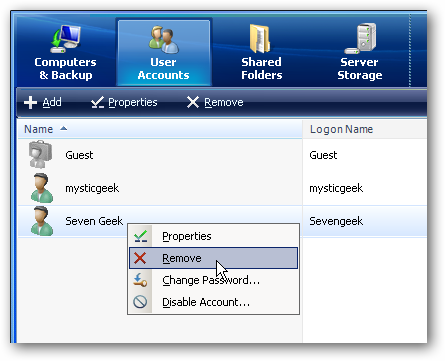 Computers & Backup
User Accounts
Shared Folders
Server Storage
Add Properties Remove
Name Logon Name
Guest Guest
mysticgeek mysticgeek
Seven Geek Sevengeek
Properties
Remove
Change Password...
Disable Account...